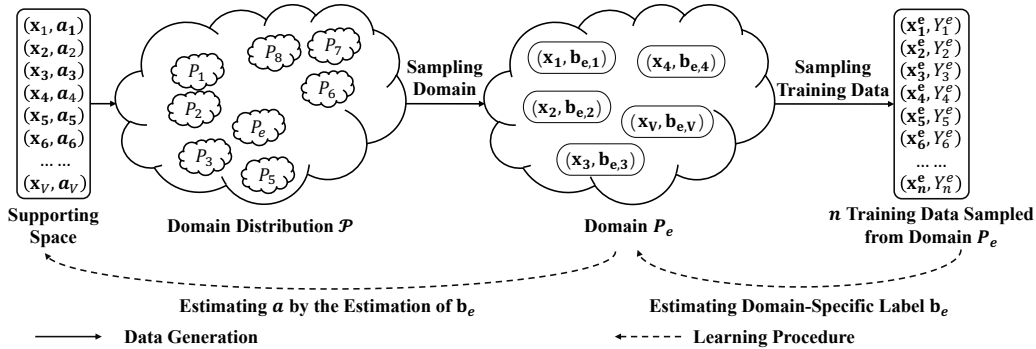 (x₁, a₁)
(x₂, a₂)
(x₃, a₃)
(x₄, a₄)
(x₅, a₅)
(x₆, a₆)
... ...
(x_V, a_V)
Supporting
Space
P₁
P₂
P₃
P₈
P₇
P₆
P_e
P₅
Domain Distribution 𝒫
Sampling
Domain
(x₁, b_{e,1})
(x₄, b_{e,4})
(x₂, b_{e,2})
(x_V, b_{e,V})
(x₃, b_{e,3})
Domain P_e
Sampling
Training Data
(x₁ᵉ, Y₁ᵉ)
(x₂ᵉ, Y₂ᵉ)
(x₃ᵉ, Y₃ᵉ)
(x₄ᵉ, Y₄ᵉ)
(x₅ᵉ, Y₅ᵉ)
(x₆ᵉ, Y₆ᵉ)
... ...
(xₙᵉ, Yₙᵉ)
n Training Data Sampled
from Domain P_e
Estimating a by the Estimation of b_e
Estimating Domain-Specific Label b_e
Data Generation
Learning Procedure